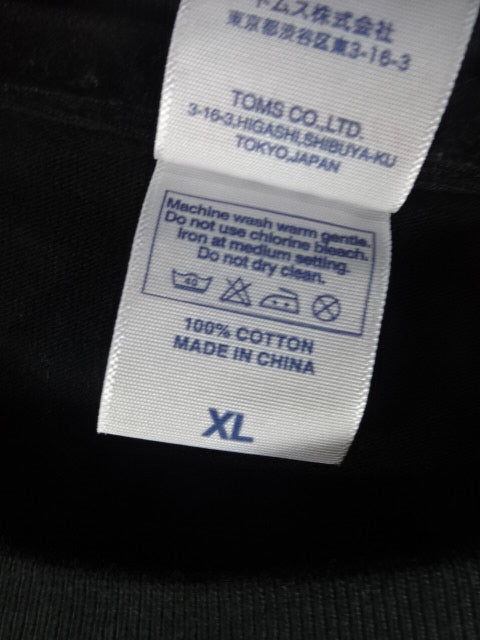 トムス株式会社
東京都渋谷区東3-16-3
TOMS CO.,LTD.
3-16-3,HIGASHI,SHIBUYA-KU
TOKYO,JAPAN
Machine wash warm gentle.
Do not use chlorine bleach.
Iron at medium setting.
Do not dry clean.
40
100% COTTON
MADE IN CHINA
XL